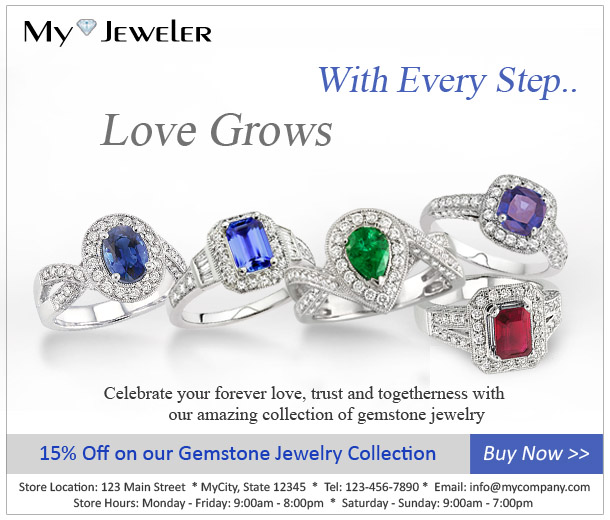 My Jeweler
With Every Step..
Love Grows
Celebrate your forever love, trust and togetherness with
our amazing collection of gemstone jewelry
15% Off on our Gemstone Jewelry Collection
Buy Now >>
Store Location: 123 Main Street * MyCity, State 12345 * Tel: 123-456-7890 * Email: info@mycompany.com
Store Hours: Monday - Friday: 9:00am - 8:00pm * Saturday - Sunday: 9:00am - 7:00pm